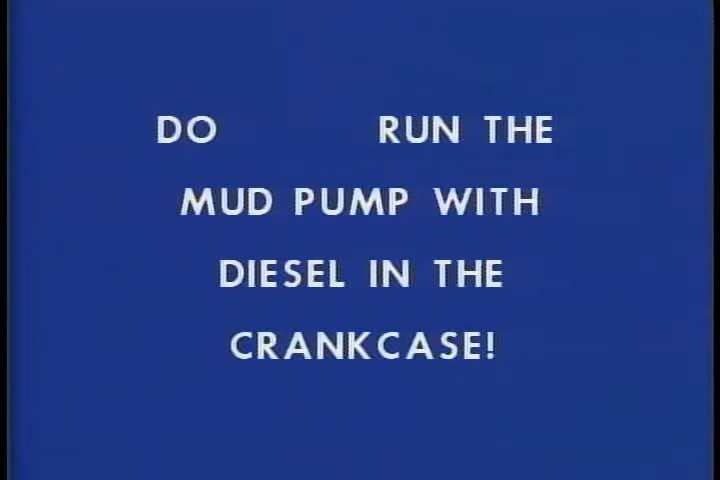 DO RUN THE
MUD PUMP WITH
DIESEL IN THE
CRANKCASE!